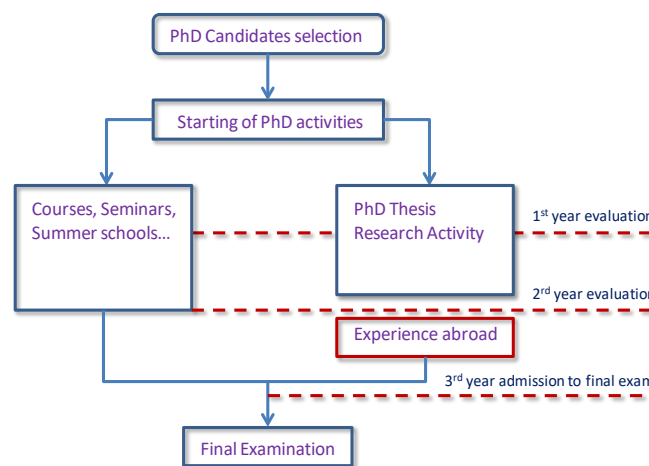 PhD Candidates selection
Starting of PhD activities
Courses, Seminars,
Summer schools…
PhD Thesis
Research Activity
1st year evaluation
2rd year evaluation
Experience abroad
3rd year admission to final exam
Final Examination